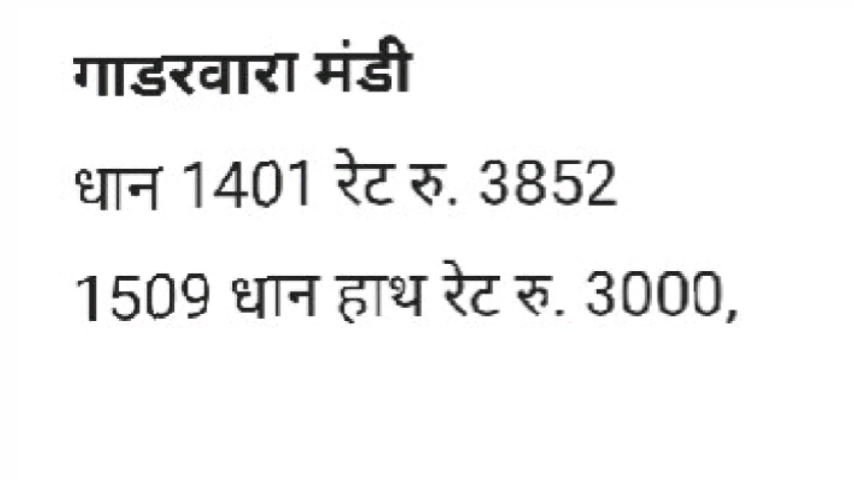 गाडरवारा मंडी
धान 1401 रेट रु. 3852
1509 धान हाथ रेट रु. 3000,